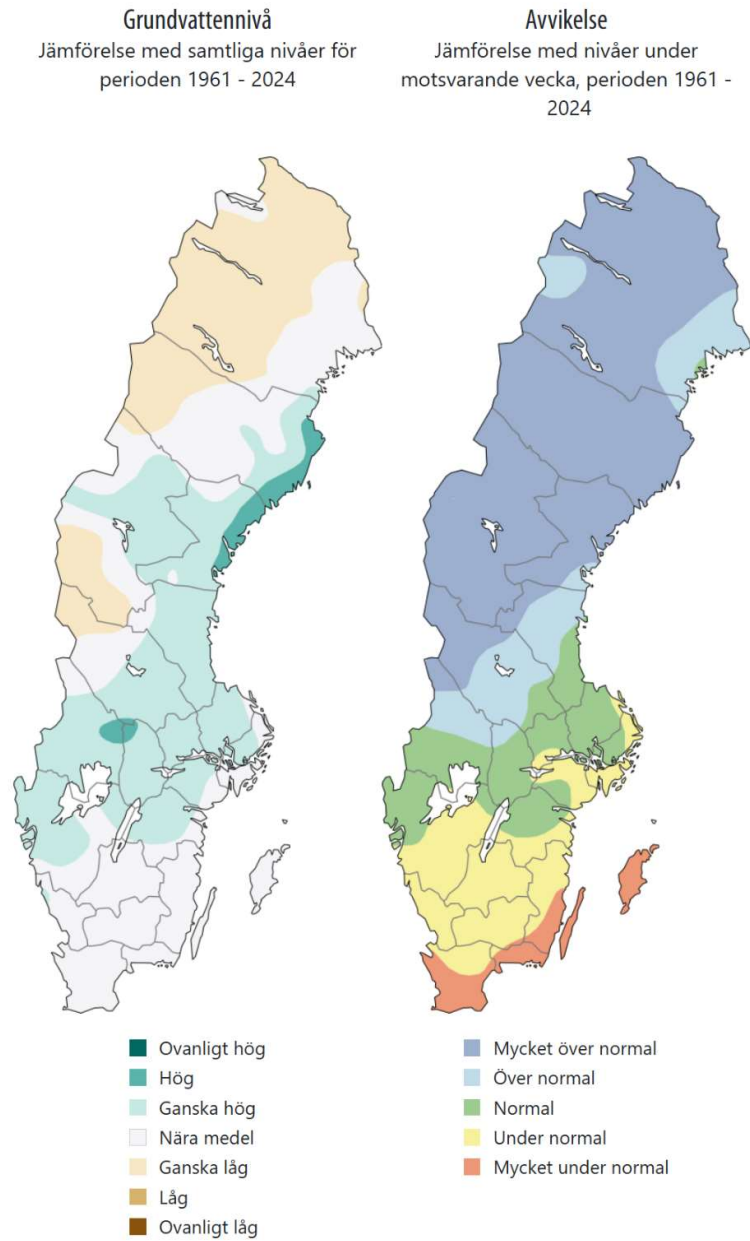 Grundvattennivå
Jämförelse med samtliga nivåer för
perioden 1961 - 2024
Avvikelse
Jämförelse med nivåer under
motsvarande vecka, perioden 1961 -
2024
Ovanligt hög
Hög
Ganska hög
Nära medel
Ganska låg
Låg
Ovanligt låg
Mycket över normal
Över normal
Normal
Under normal
Mycket under normal